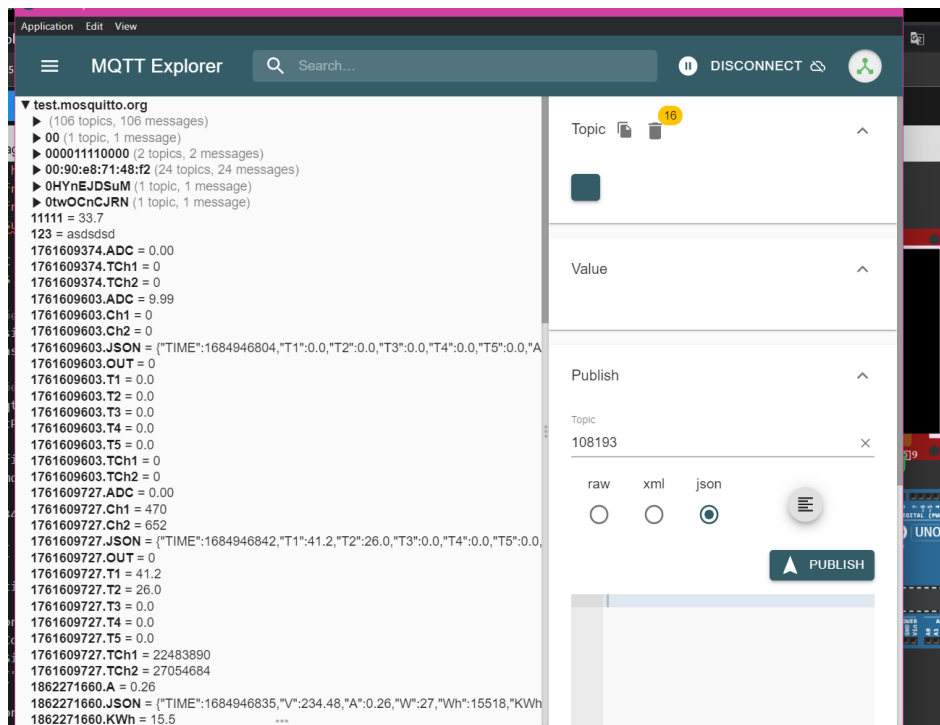 Application Edit View
MQTT Explorer
Search...
DISCONNECT
test.mosquitto.org
(106 topics, 106 messages)
00 (1 topic, 1 message)
000011110000 (2 topics, 2 messages)
00:90:e8:71:48:f2 (24 topics, 24 messages)
0HYnEJDSuM (1 topic, 1 message)
0twOCnCJRN (1 topic, 1 message)
11111 = 33.7
123 = asdsdsd
1761609374.ADC = 0.00
1761609374.TCh1 = 0
1761609374.TCh2 = 0
1761609603.ADC = 9.99
1761609603.Ch1 = 0
1761609603.Ch2 = 0
1761609603.JSON = {"TIME":1684946804,"T1":0.0,"T2":0.0,"T3":0.0,"T4":0.0,"T5":0.0,"A
1761609603.OUT = 0
1761609603.T1 = 0.0
1761609603.T2 = 0.0
1761609603.T3 = 0.0
1761609603.T4 = 0.0
1761609603.T5 = 0.0
1761609603.TCh1 = 0
1761609603.TCh2 = 0
1761609727.ADC = 0.00
1761609727.Ch1 = 470
1761609727.Ch2 = 652
1761609727.JSON = {"TIME":1684946842,"T1":41.2,"T2":26.0,"T3":0.0,"T4":0.0,"T5":0.0,
1761609727.OUT = 0
1761609727.T1 = 41.2
1761609727.T2 = 26.0
1761609727.T3 = 0.0
1761609727.T4 = 0.0
1761609727.T5 = 0.0
1761609727.TCh1 = 22483890
1761609727.TCh2 = 27054684
1862271660.A = 0.26
1862271660.JSON = {"TIME":1684946835,"V":234.48,"A":0.26,"W":27,"Wh":15518,"KWh
1862271660.KWh = 15.5
Topic
16
Value
Publish
Topic
108193
raw xml json
PUBLISH
UNO